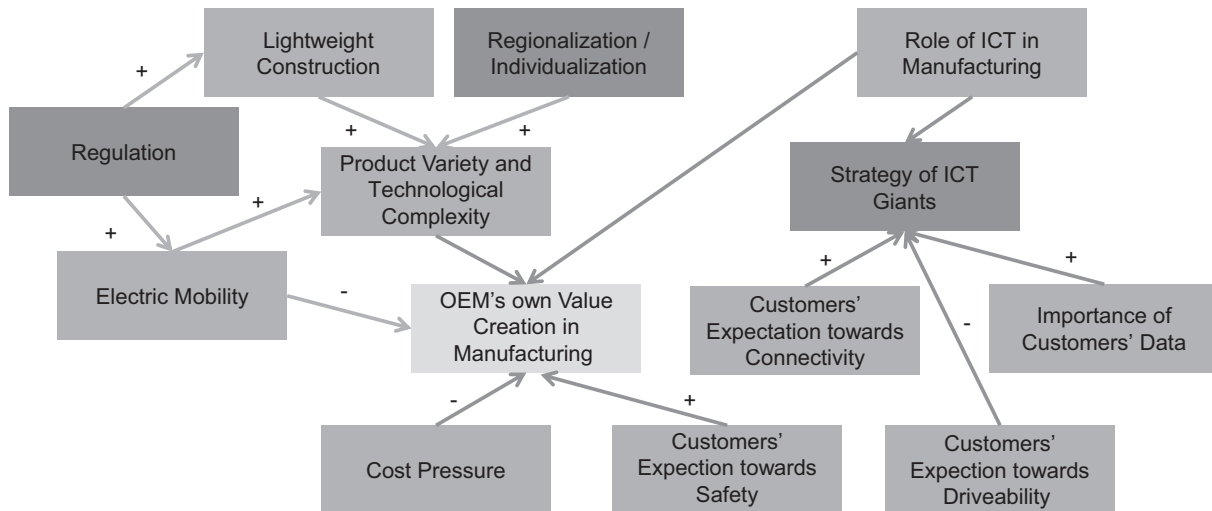 Lightweight
Construction
Regionalization /
Individualization
Role of ICT in
Manufacturing
+
Regulation
+
+
Product Variety and
Technological
Complexity
Strategy of ICT
Giants
+
+
Electric Mobility
-
OEM's own Value
Creation in
Manufacturing
+
Customers'
Expectation towards
Connectivity
+
Importance of
Customers' Data
-
-
+
Cost Pressure
Customers'
Expection towards
Safety
Customers'
Expection towards
Driveability